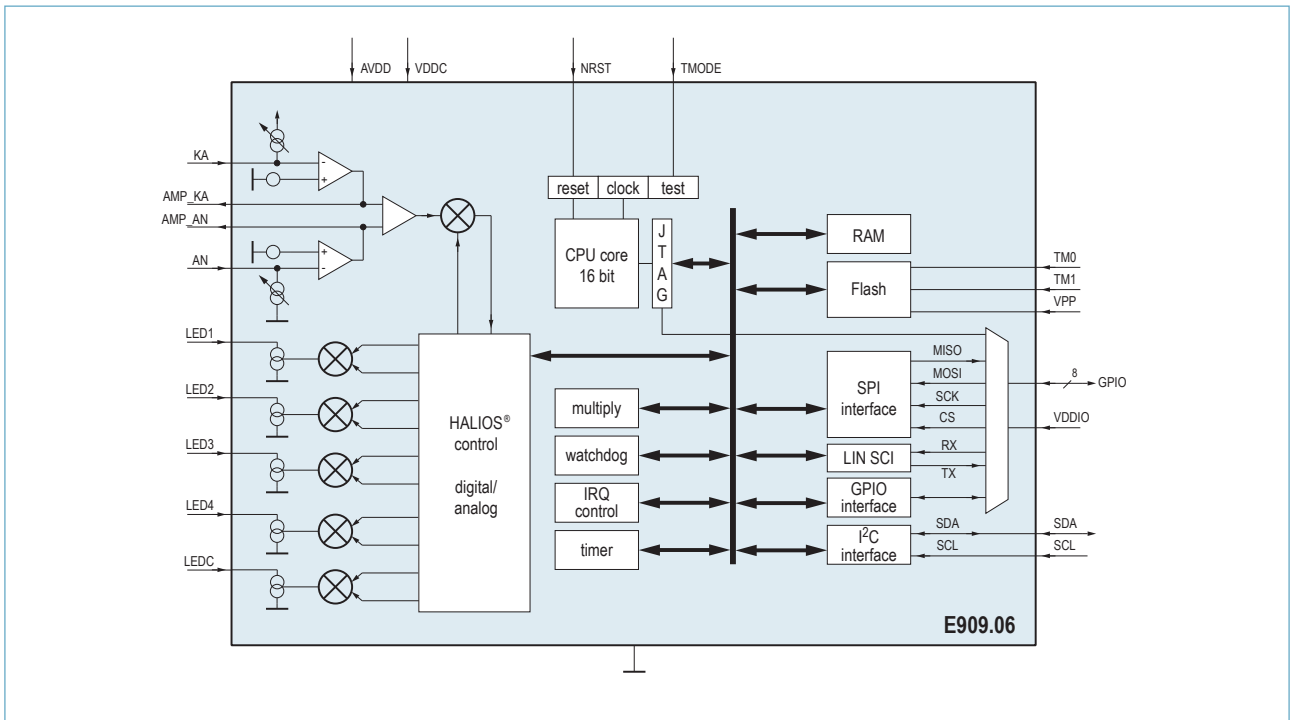 AVDD
VDDC
NRST
TMODE
KA
AMP_KA
AMP_AN
AN
-
+
+
-
reset
clock
test
CPU core
16 bit
JTAG
RAM
Flash
TM0
TM1
VPP
LED1
LED2
LED3
LED4
LEDC
HALIOS®
control
digital/
analog
multiply
watchdog
IRQ
control
timer
SPI
interface
MISO
MOSI
SCK
CS
LIN SCI
RX
TX
GPIO
interface
I²C
interface
SDA
SCL
8
GPIO
VDDIO
SDA
SCL
E909.06